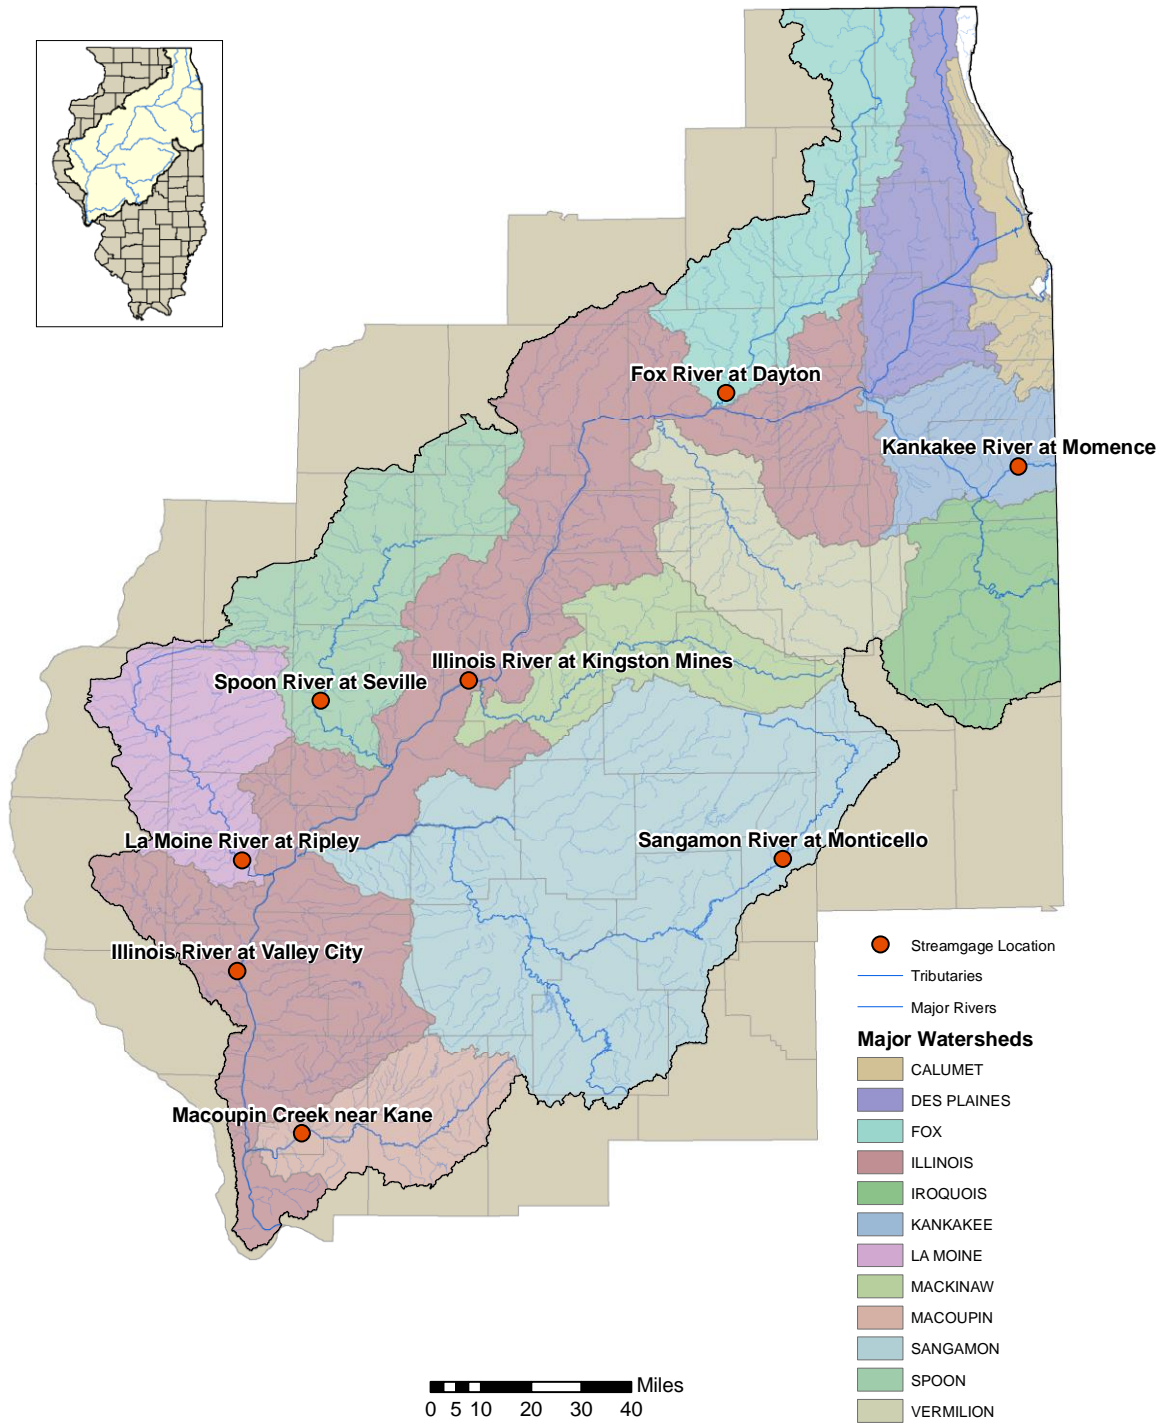 Fox River at Dayton
Kankakee River at Momence
Illinois River at Kingston Mines
Spoon River at Seville
La Moine River at Ripley
Sangamon River at Monticello
Illinois River at Valley City
Macoupin Creek near Kane
Streamgage Location
Tributaries
Major Rivers
Major Watersheds
CALUMET
DES PLAINES
FOX
ILLINOIS
IROQUOIS
KANKAKEE
LA MOINE
MACKINAW
MACOUPIN
SANGAMON
SPOON
VERMILION
Miles
0 5 10 20 30 40